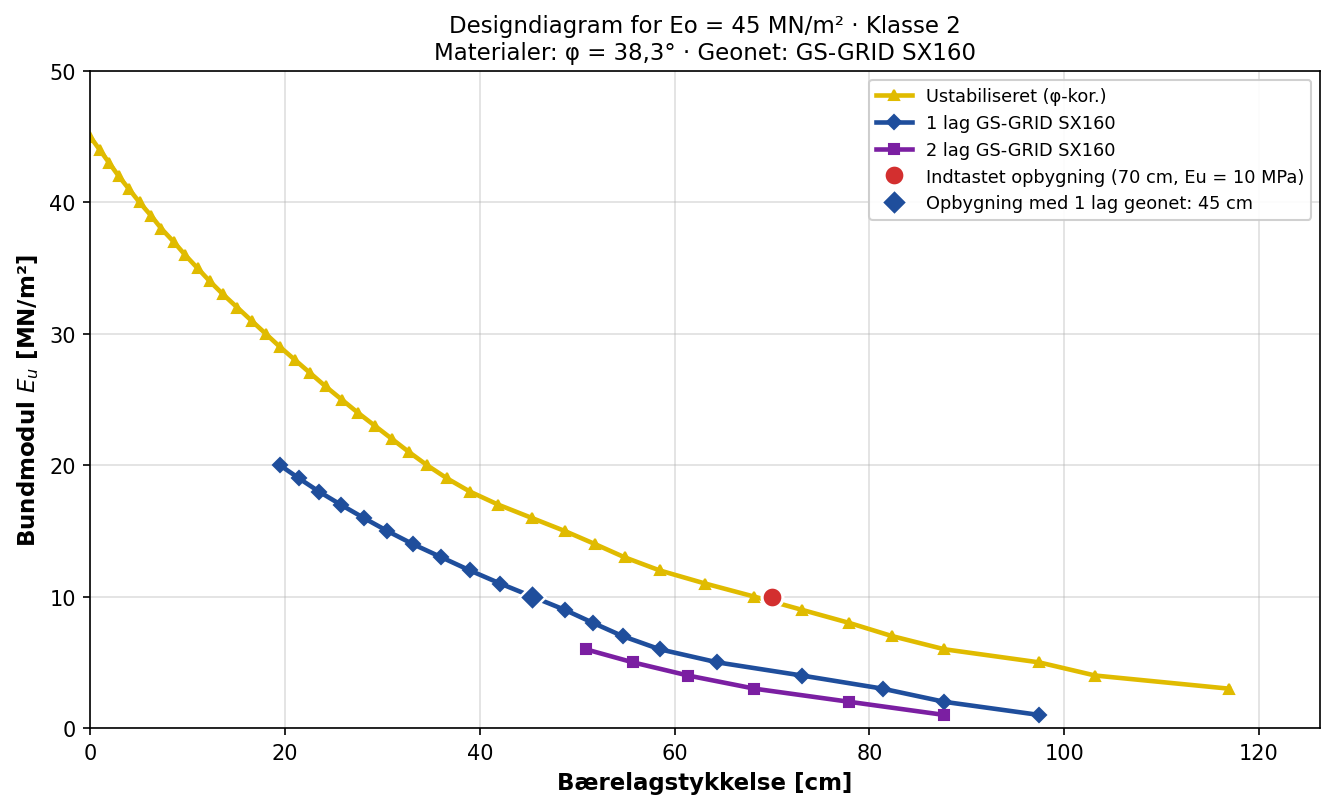 Designdiagram for Eo = 45 MN/m² · Klasse 2
Materialer: φ = 38,3° · Geonet: GS-GRID SX160
Ustabiliseret (φ-kor.)
1 lag GS-GRID SX160
2 lag GS-GRID SX160
Indtastet opbygning (70 cm, Eu = 10 MPa)
Opbygning med 1 lag geonet: 45 cm
Bundmodul Eu [MN/m²]
50
40
30
20
10
0
0 20 40 60 80 100 120
Bærelagstykkelse [cm]